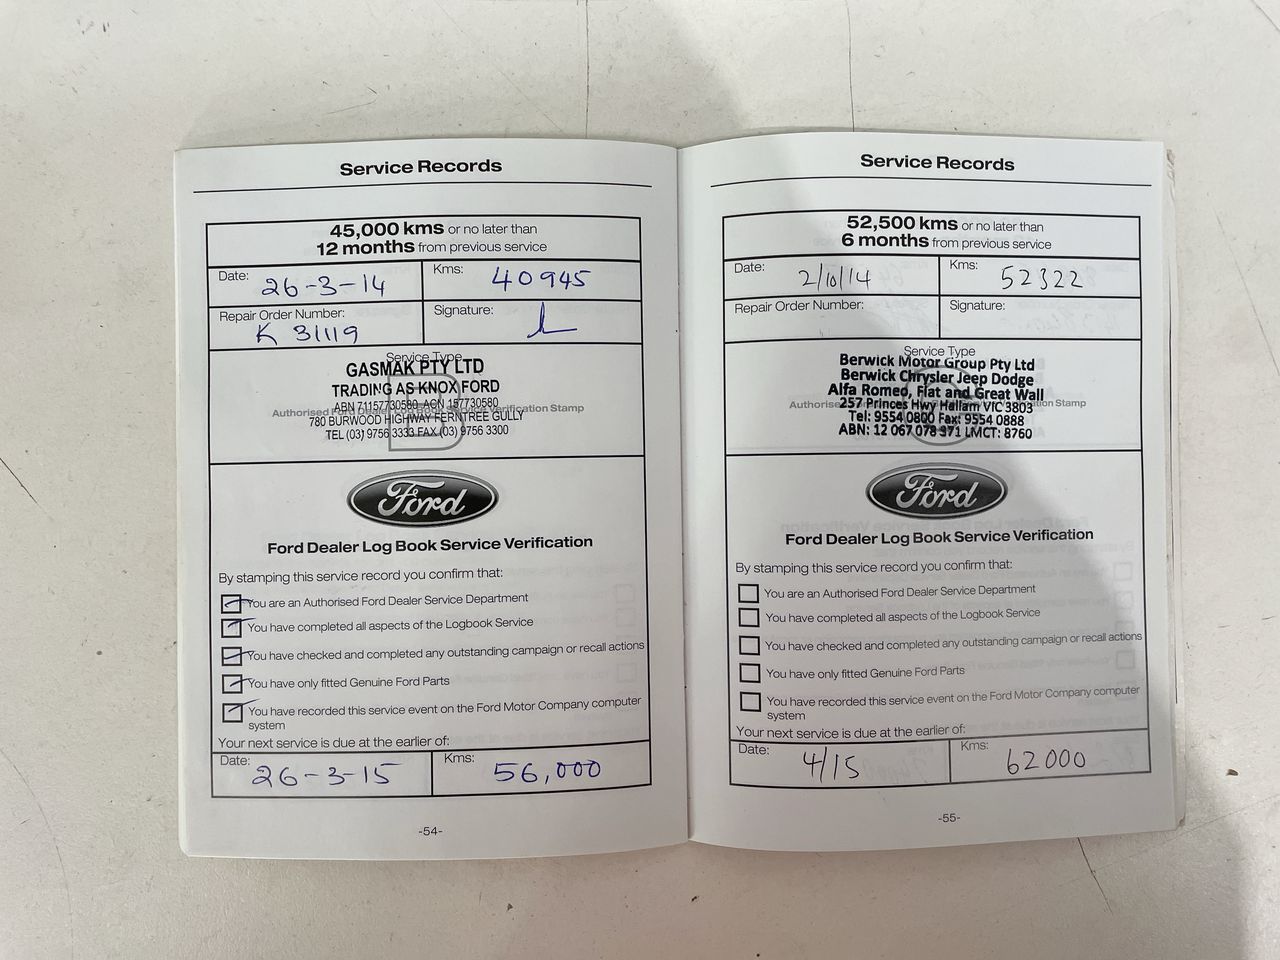 Service Records
45,000 kms or no later than
12 months from previous service
Date: 26-3-14 Kms: 40945
Repair Order Number: K 31119 Signature:
Service Type
GASMAK PTY LTD
TRADING AS KNOX FORD
ABN 71157730580 ACN 157730580
Authorised Ford Dealer Log Book Service Verification Stamp
780 BURWOOD HIGHWAY FERNTREE GULLY
TEL (03) 9756 3333 FAX (03) 9756 3300
B
Ford
Ford Dealer Log Book Service Verification
By stamping this service record you confirm that:
You are an Authorised Ford Dealer Service Department
You have completed all aspects of the Logbook Service
You have checked and completed any outstanding campaign or recall actions
You have only fitted Genuine Ford Parts
You have recorded this service event on the Ford Motor Company computer
system
Your next service is due at the earlier of:
Date: 26-3-15 Kms: 56,000
-54-
Service Records
52,500 kms or no later than
6 months from previous service
Date: 2/10/14 Kms: 52322
Repair Order Number: Signature:
Service Type
Berwick Motor Group Pty Ltd
Berwick Chrysler Jeep Dodge
Alfa Romeo, Fiat and Great Wall
257 Princes Hwy Hallam VIC 3803
Tel: 9554 0800 Fax: 9554 0888
ABN: 12 067 078 971 LMCT: 8760
Ford
Ford Dealer Log Book Service Verification
By stamping this service record you confirm that:
You are an Authorised Ford Dealer Service Department
You have completed all aspects of the Logbook Service
You have checked and completed any outstanding campaign or recall actions
You have only fitted Genuine Ford Parts
You have recorded this service event on the Ford Motor Company computer
system
Your next service is due at the earlier of:
Date: 4/15 Kms: 62000
-55-